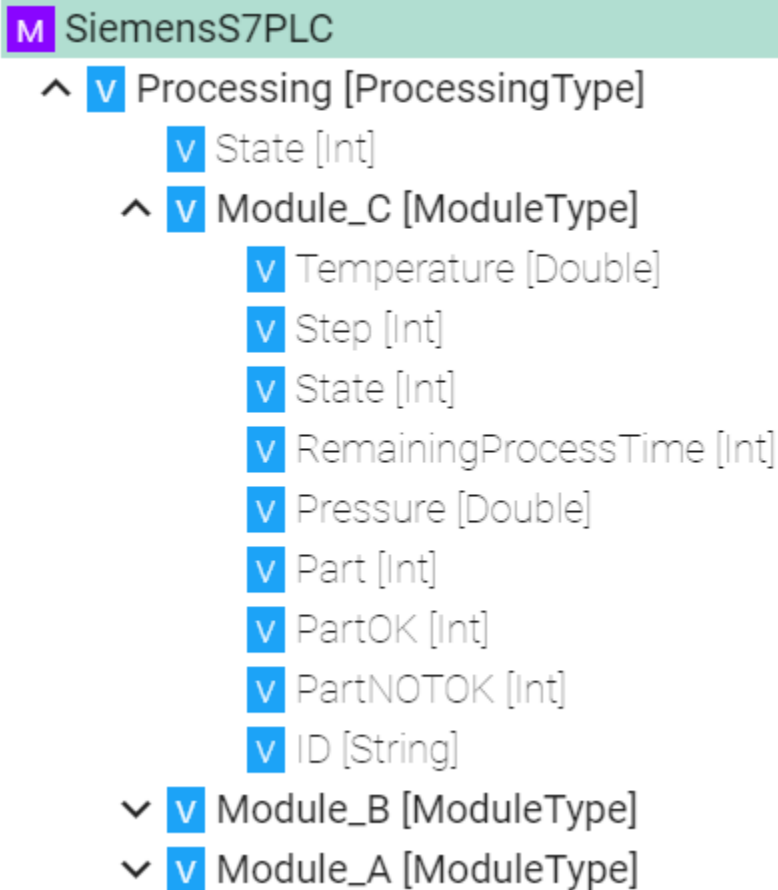 M SiemensS7PLC
V Processing [ProcessingType]
V State [Int]
V Module_C [ModuleType]
V Temperature [Double]
V Step [Int]
V State [Int]
V RemainingProcessTime [Int]
V Pressure [Double]
V Part [Int]
V PartOK [Int]
V PartNOTOK [Int]
V ID [String]
V Module_B [ModuleType]
V Module_A [ModuleType]